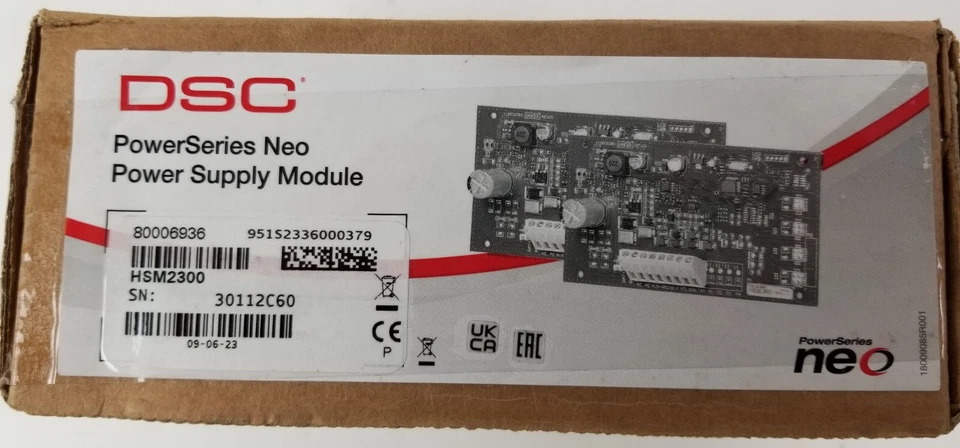 DSC
PowerSeries Neo
Power Supply Module
80006936 951S2336000379
HSM2300
SN: 30112C60
09-06-23
CE
P
UK
CA
EAC
PowerSeries
neo
18009085R001